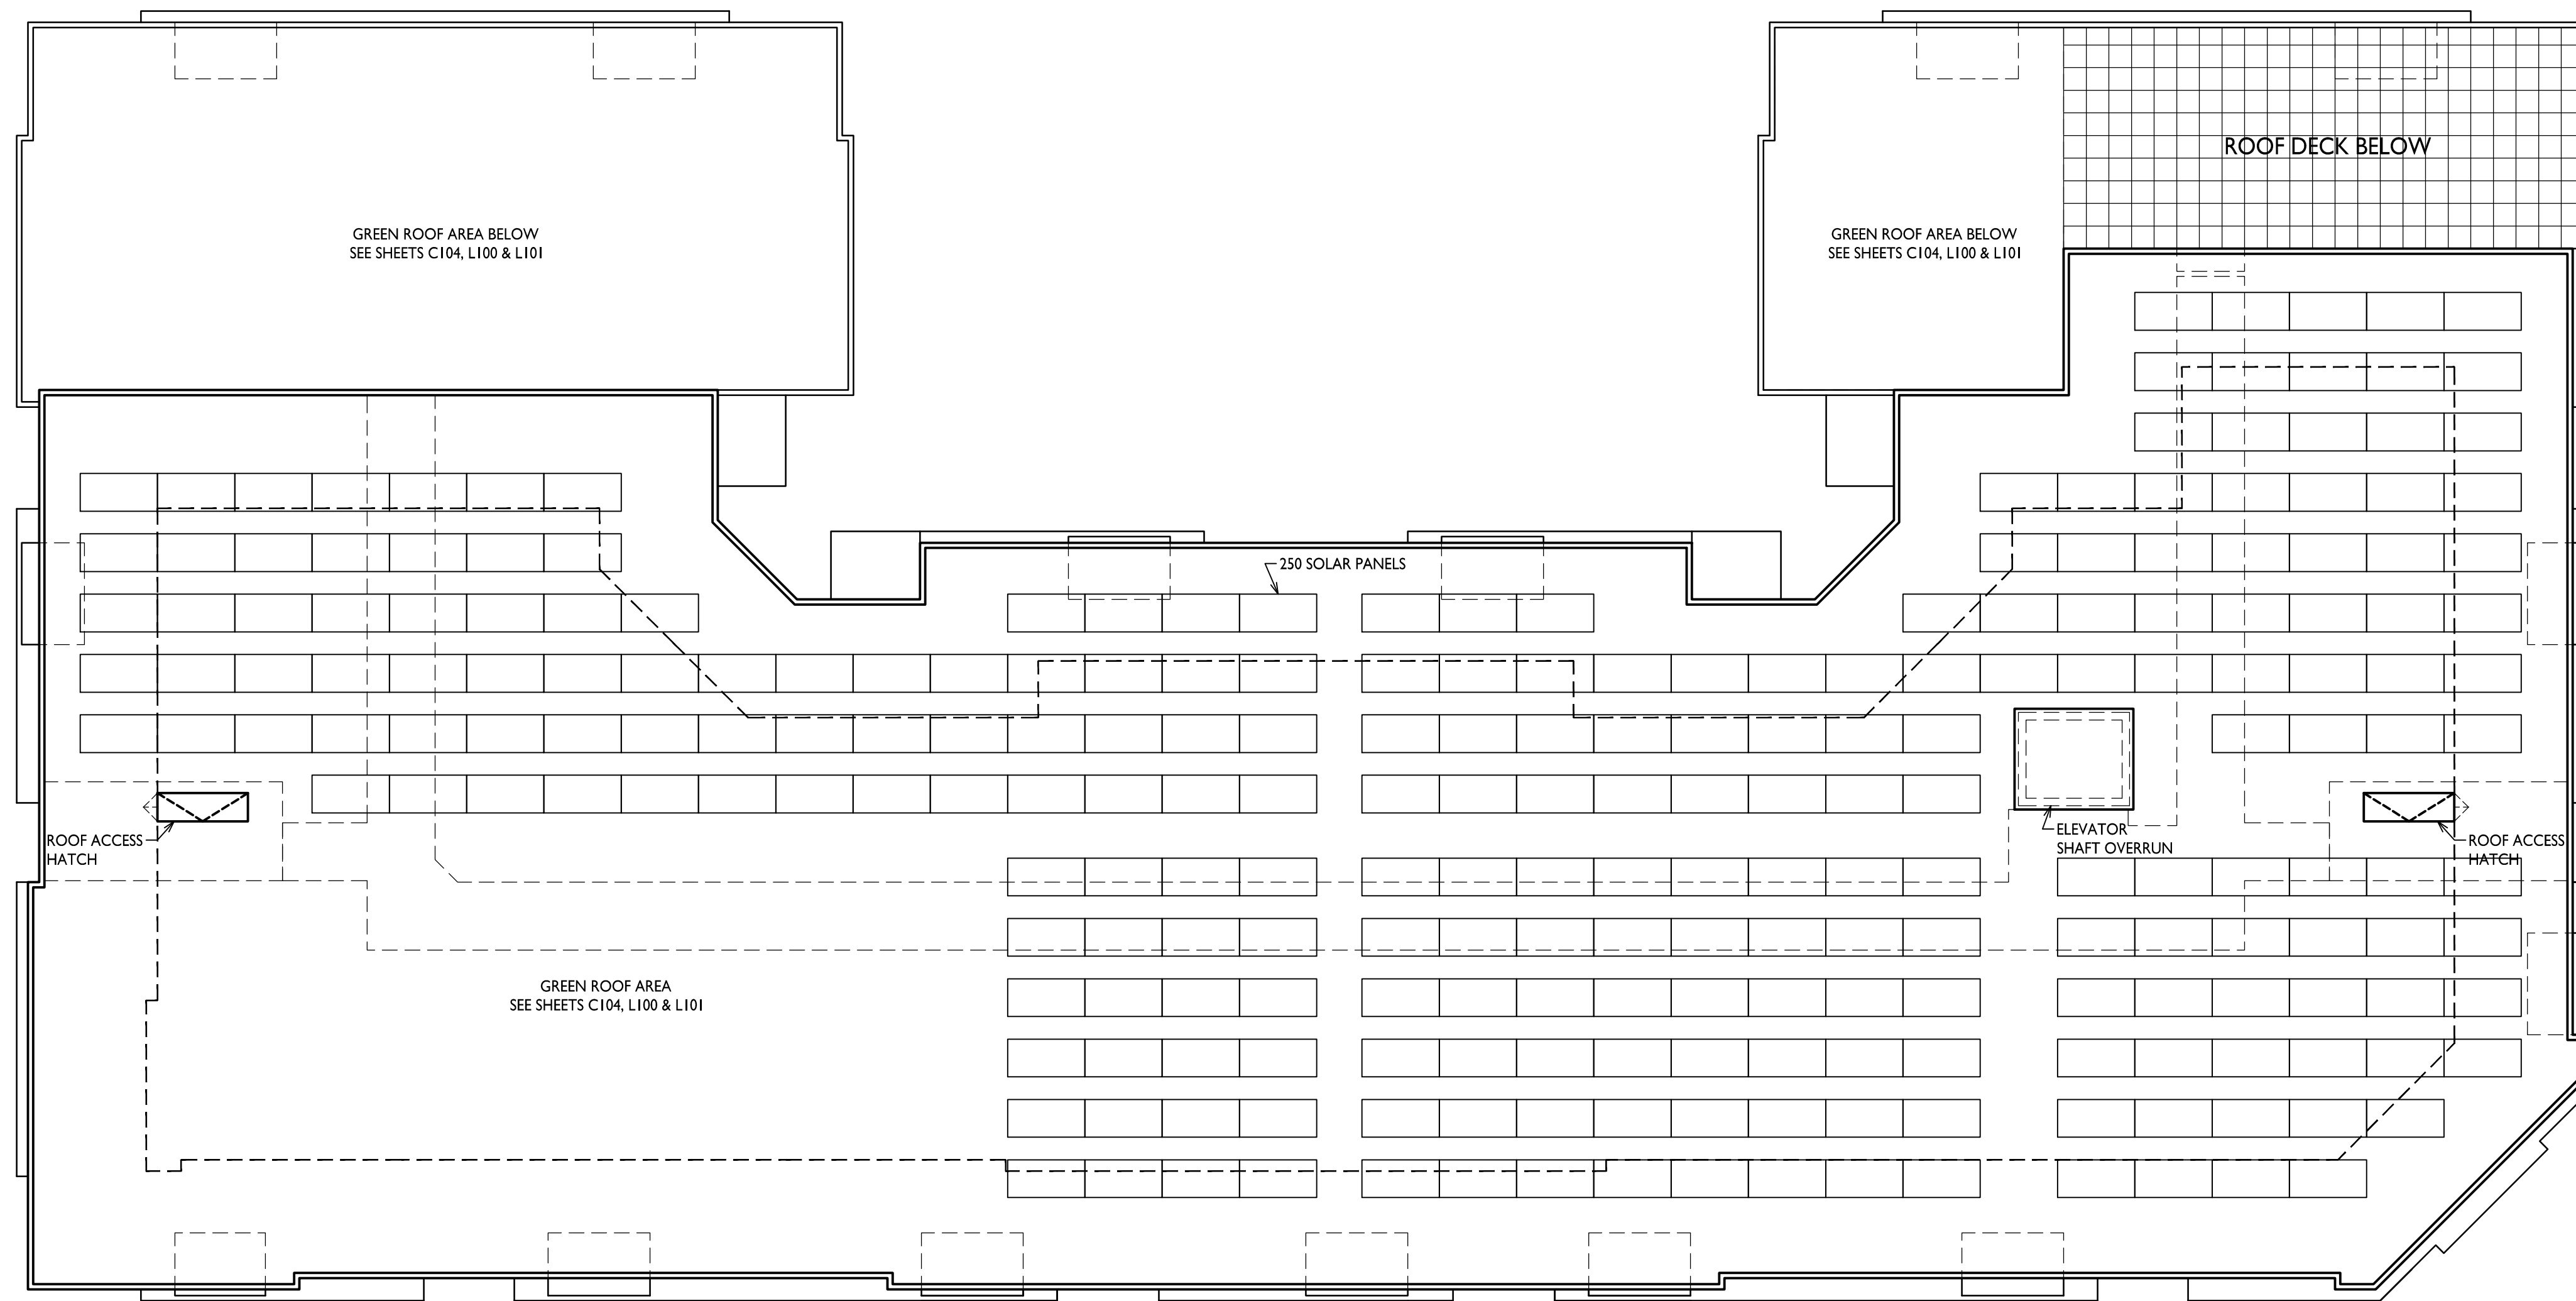 ROOF DECK BELOW
GREEN ROOF AREA BELOW
SEE SHEETS C104, L100 & L101
GREEN ROOF AREA BELOW
SEE SHEETS C104, L100 & L101
250 SOLAR PANELS
ROOF ACCESS
HATCH
ELEVATOR
SHAFT OVERRUN
ROOF ACCESS
HATCH
GREEN ROOF AREA
SEE SHEETS C104, L100 & L101